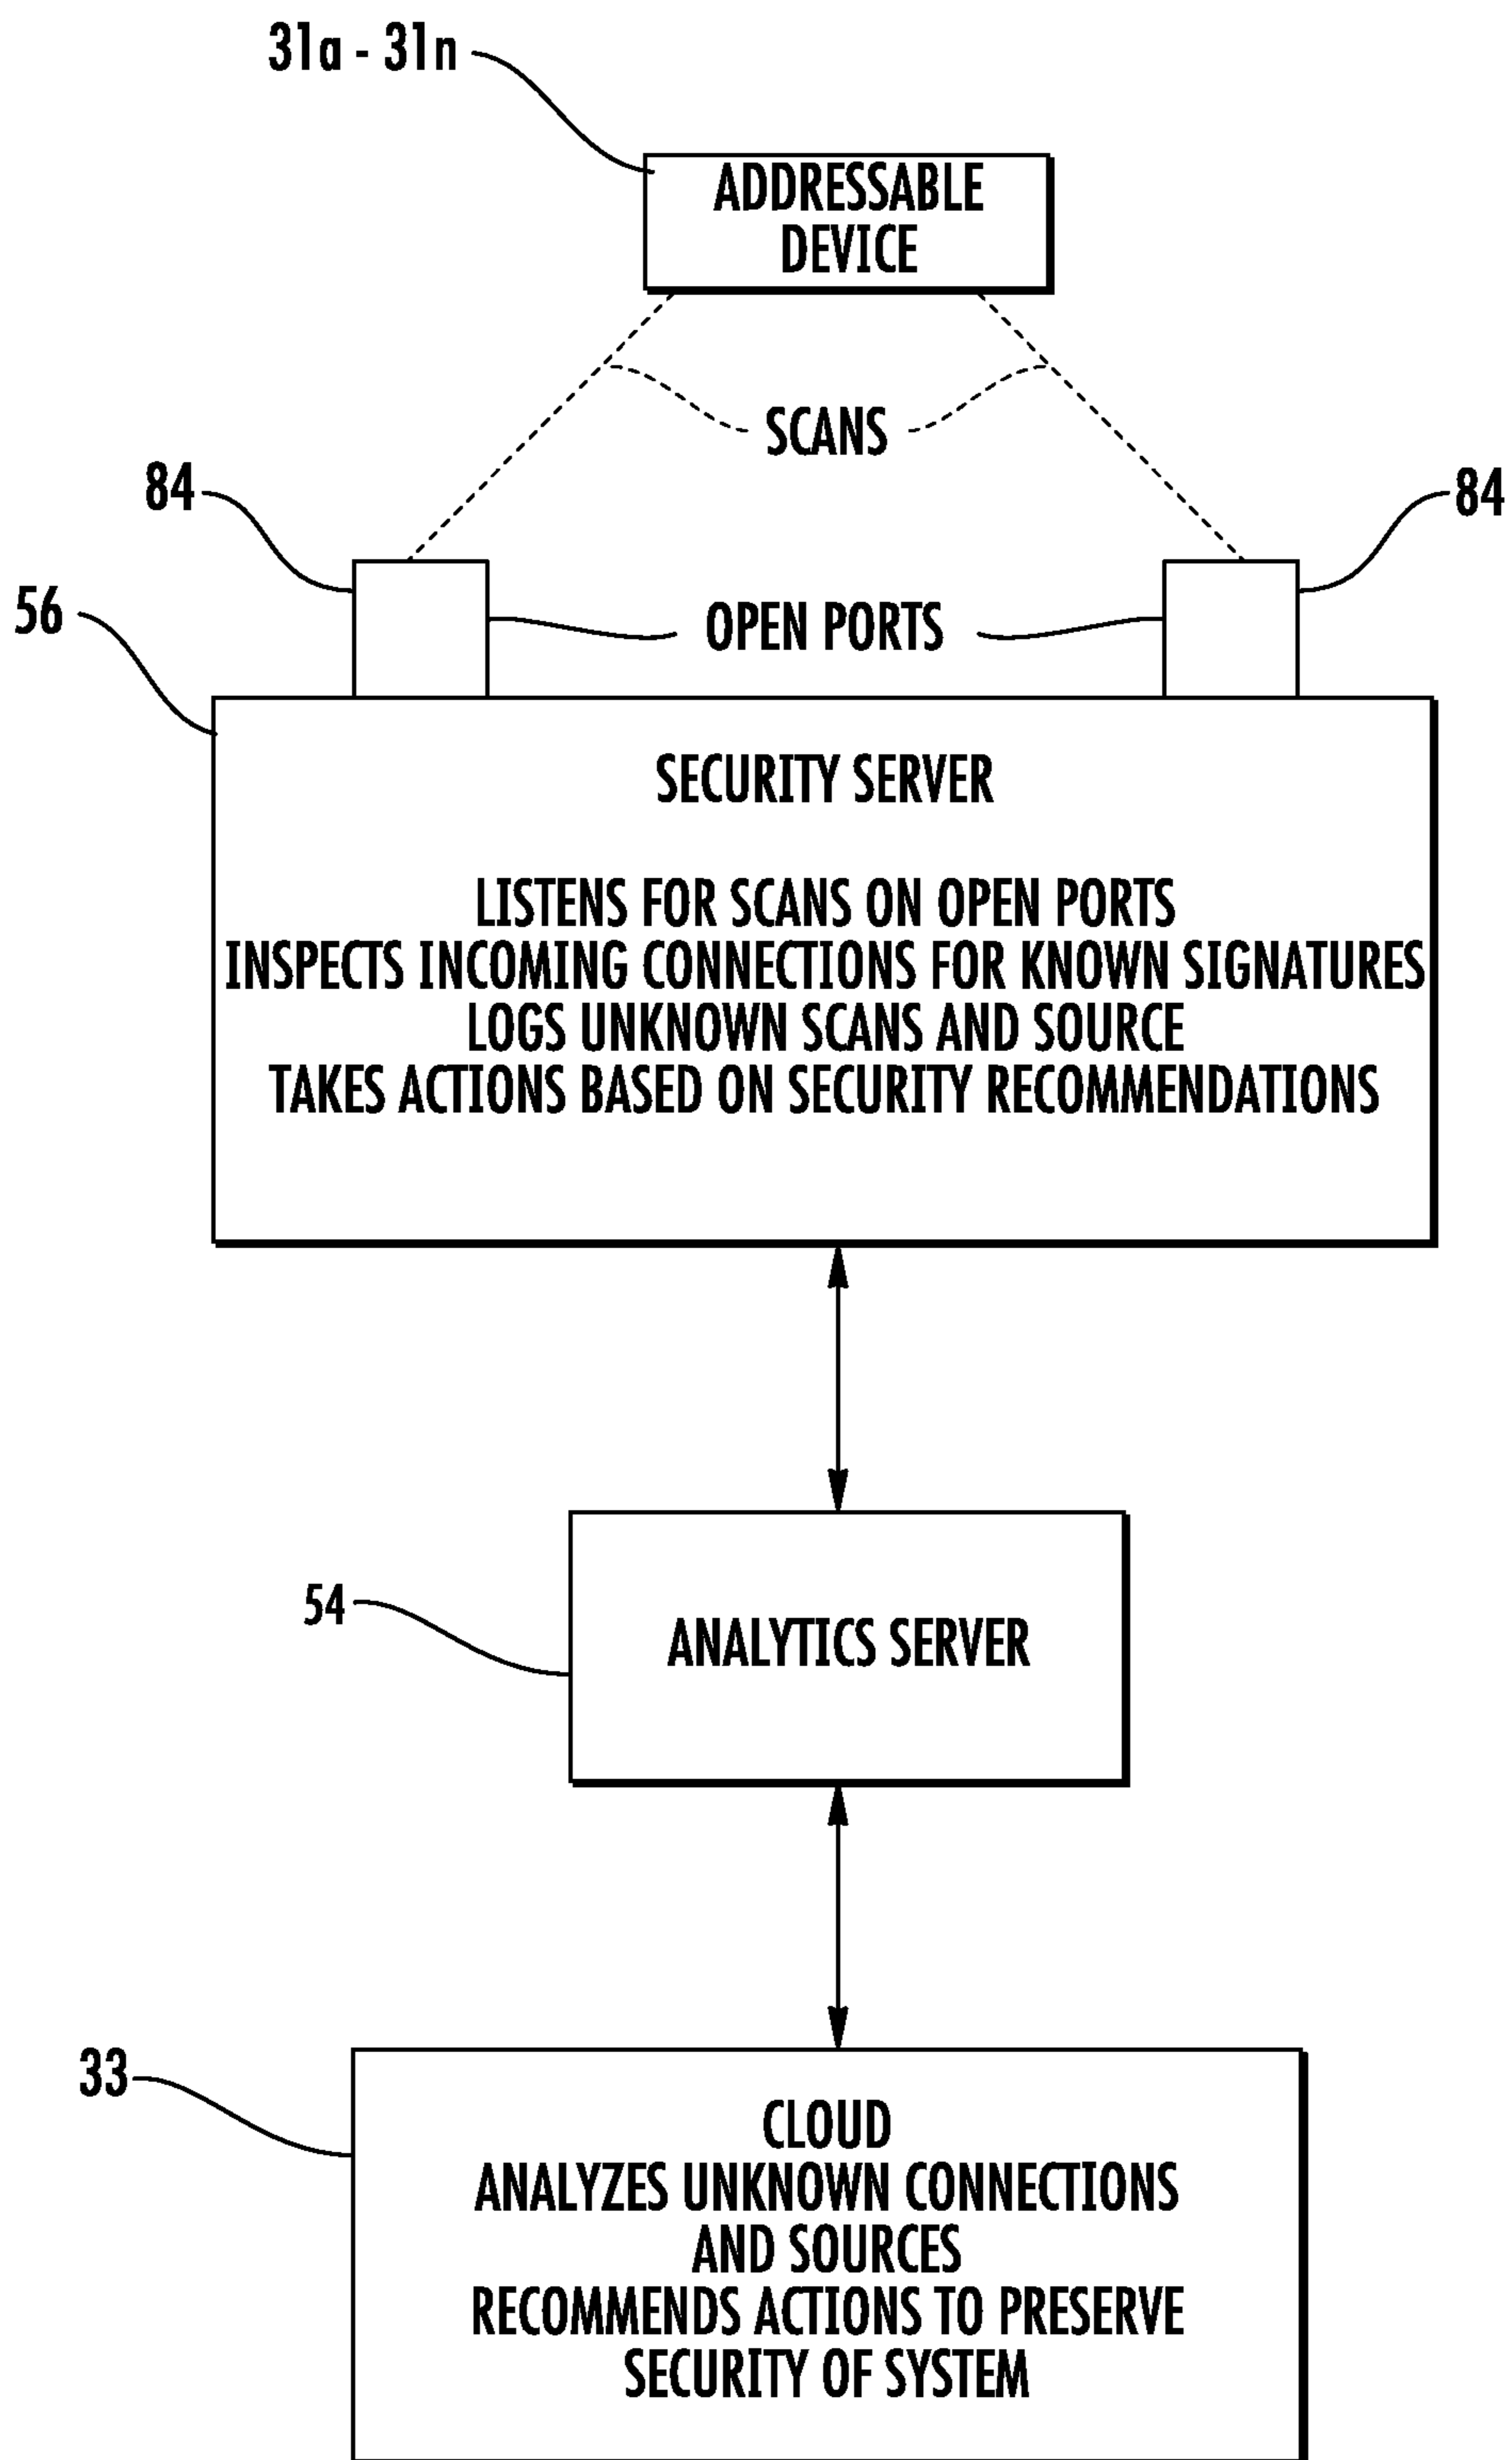 31a - 31n
ADDRESSABLE
DEVICE
SCANS
84
84
56
OPEN PORTS
SECURITY SERVER
LISTENS FOR SCANS ON OPEN PORTS
INSPECTS INCOMING CONNECTIONS FOR KNOWN SIGNATURES
LOGS UNKNOWN SCANS AND SOURCE
TAKES ACTIONS BASED ON SECURITY RECOMMENDATIONS
54
ANALYTICS SERVER
33
CLOUD
ANALYZES UNKNOWN CONNECTIONS
AND SOURCES
RECOMMENDS ACTIONS TO PRESERVE
SECURITY OF SYSTEM